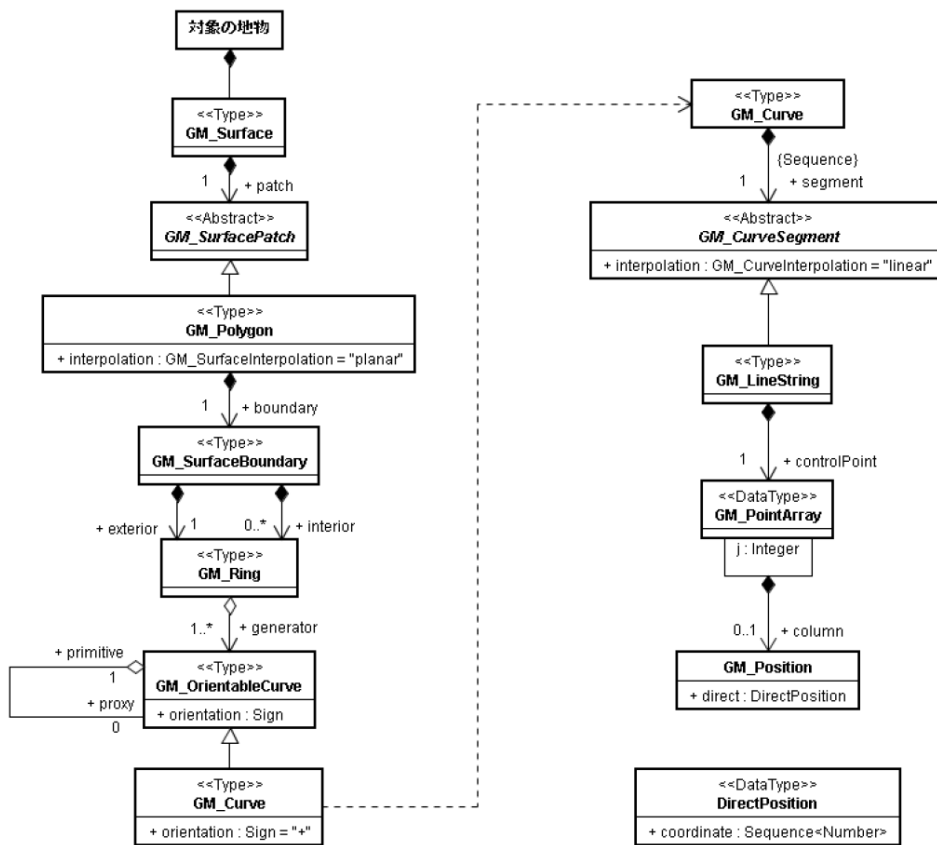 対象の地物
<<Type>>
GM_Surface
1
+ patch
<<Abstract>>
GM_SurfacePatch
<<Type>>
GM_Polygon
+ interpolation : GM_SurfaceInterpolation = "planar"
1
+ boundary
<<Type>>
GM_SurfaceBoundary
+ exterior
1
0..*
+ interior
<<Type>>
GM_Ring
1..*
+ generator
+ primitive
1
+ proxy
0
<<Type>>
GM_OrientableCurve
+ orientation : Sign
<<Type>>
GM_Curve
+ orientation : Sign = "+"
<<Type>>
GM_Curve
{Sequence}
1
+ segment
<<Abstract>>
GM_CurveSegment
+ interpolation : GM_CurveInterpolation = "linear"
<<Type>>
GM_LineString
1
+ controlPoint
<<DataType>>
GM_PointArray
j : Integer
0..1
+ column
GM_Position
+ direct : DirectPosition
<<DataType>>
DirectPosition
+ coordinate : Sequence<Number>